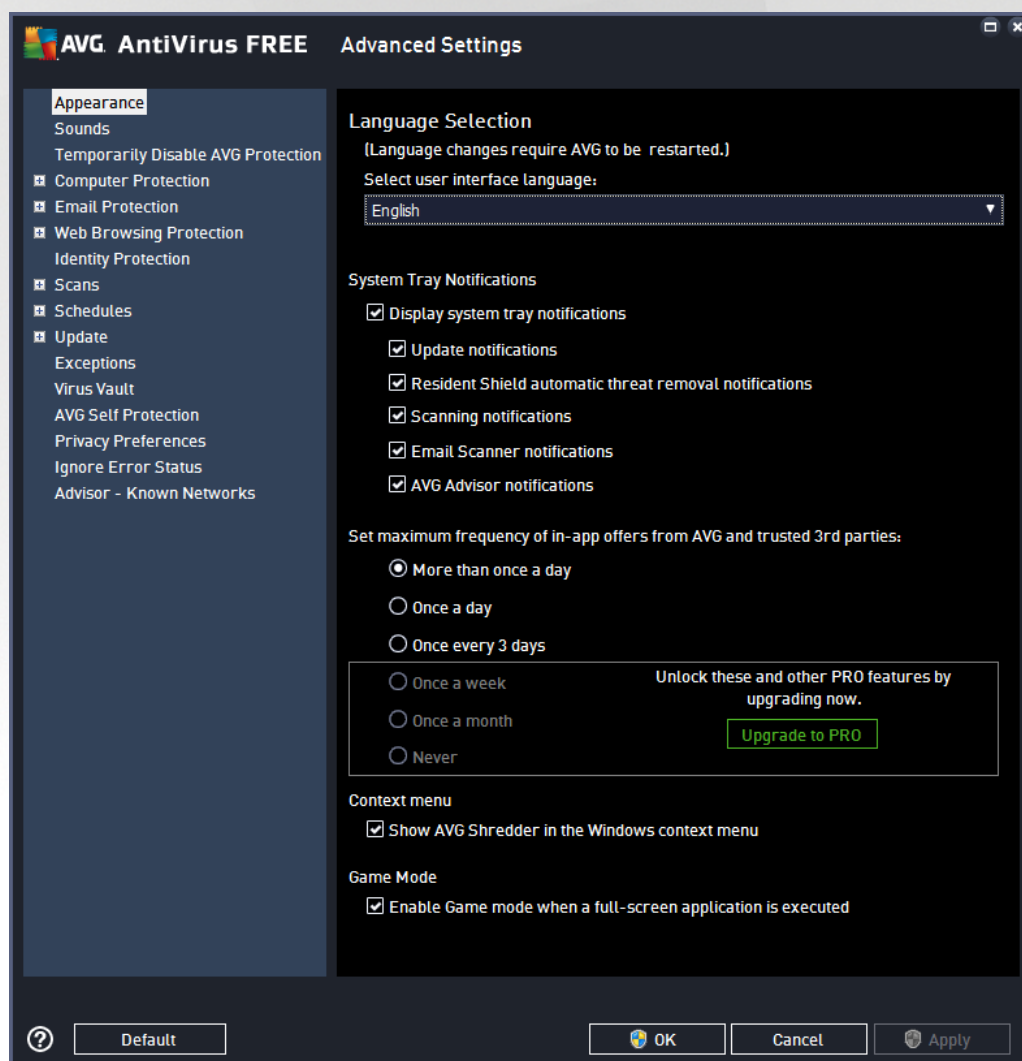 AVG. AntiVirus FREE Advanced Settings
Appearance
Sounds
Temporarily Disable AVG Protection
Computer Protection
Email Protection
Web Browsing Protection
Identity Protection
Scans
Schedules
Update
Exceptions
Virus Vault
AVG Self Protection
Privacy Preferences
Ignore Error Status
Advisor - Known Networks
Language Selection
(Language changes require AVG to be restarted.)
Select user interface language:
English
System Tray Notifications
Display system tray notifications
Update notifications
Resident Shield automatic threat removal notifications
Scanning notifications
Email Scanner notifications
AVG Advisor notifications
Set maximum frequency of in-app offers from AVG and trusted 3rd parties:
More than once a day
Once a day
Once every 3 days
Once a week
Once a month
Never
Unlock these and other PRO features by
upgrading now.
Upgrade to PRO
Context menu
Show AVG Shredder in the Windows context menu
Game Mode
Enable Game mode when a full-screen application is executed
? Default OK Cancel Apply